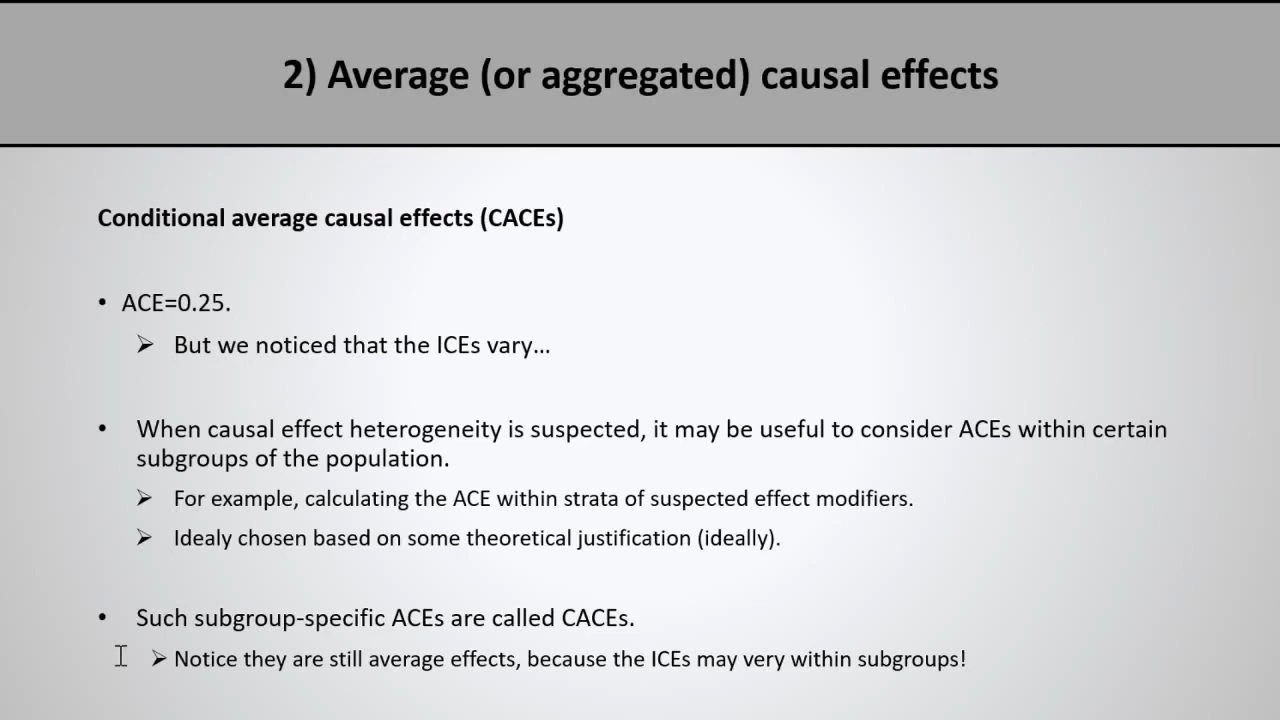 2) Average (or aggregated) causal effects
Conditional average causal effects (CACEs)
• ACE=0.25.
➢ But we noticed that the ICEs vary...
• When causal effect heterogeneity is suspected, it may be useful to consider ACEs within certain
subgroups of the population.
➢ For example, calculating the ACE within strata of suspected effect modifiers.
➢ Idealy chosen based on some theoretical justification (ideally).
• Such subgroup-specific ACEs are called CACEs.
➢ Notice they are still average effects, because the ICEs may very within subgroups!